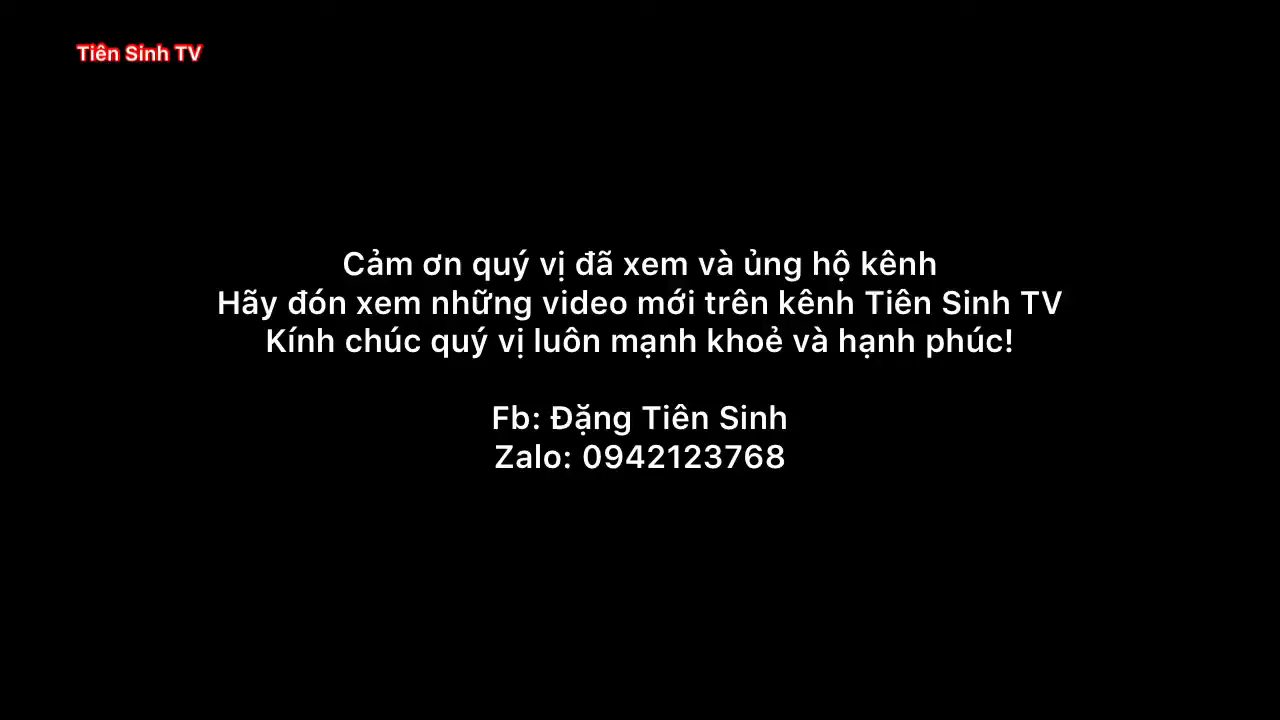 Tiên Sinh TV
Cảm ơn quý vị đã xem và ủng hộ kênh
Hãy đón xem những video mới trên kênh Tiên Sinh TV
Kính chúc quý vị luôn mạnh khoẻ và hạnh phúc!
Fb: Đặng Tiên Sinh
Zalo: 0942123768